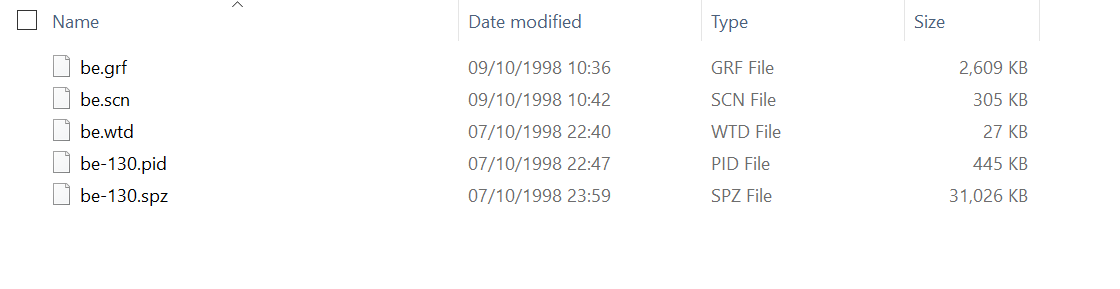 Name Date modified Type Size
be.grf 09/10/1998 10:36 GRF File 2,609 KB
be.scn 09/10/1998 10:42 SCN File 305 KB
be.wtd 07/10/1998 22:40 WTD File 27 KB
be-130.pid 07/10/1998 22:47 PID File 445 KB
be-130.spz 07/10/1998 23:59 SPZ File 31,026 KB